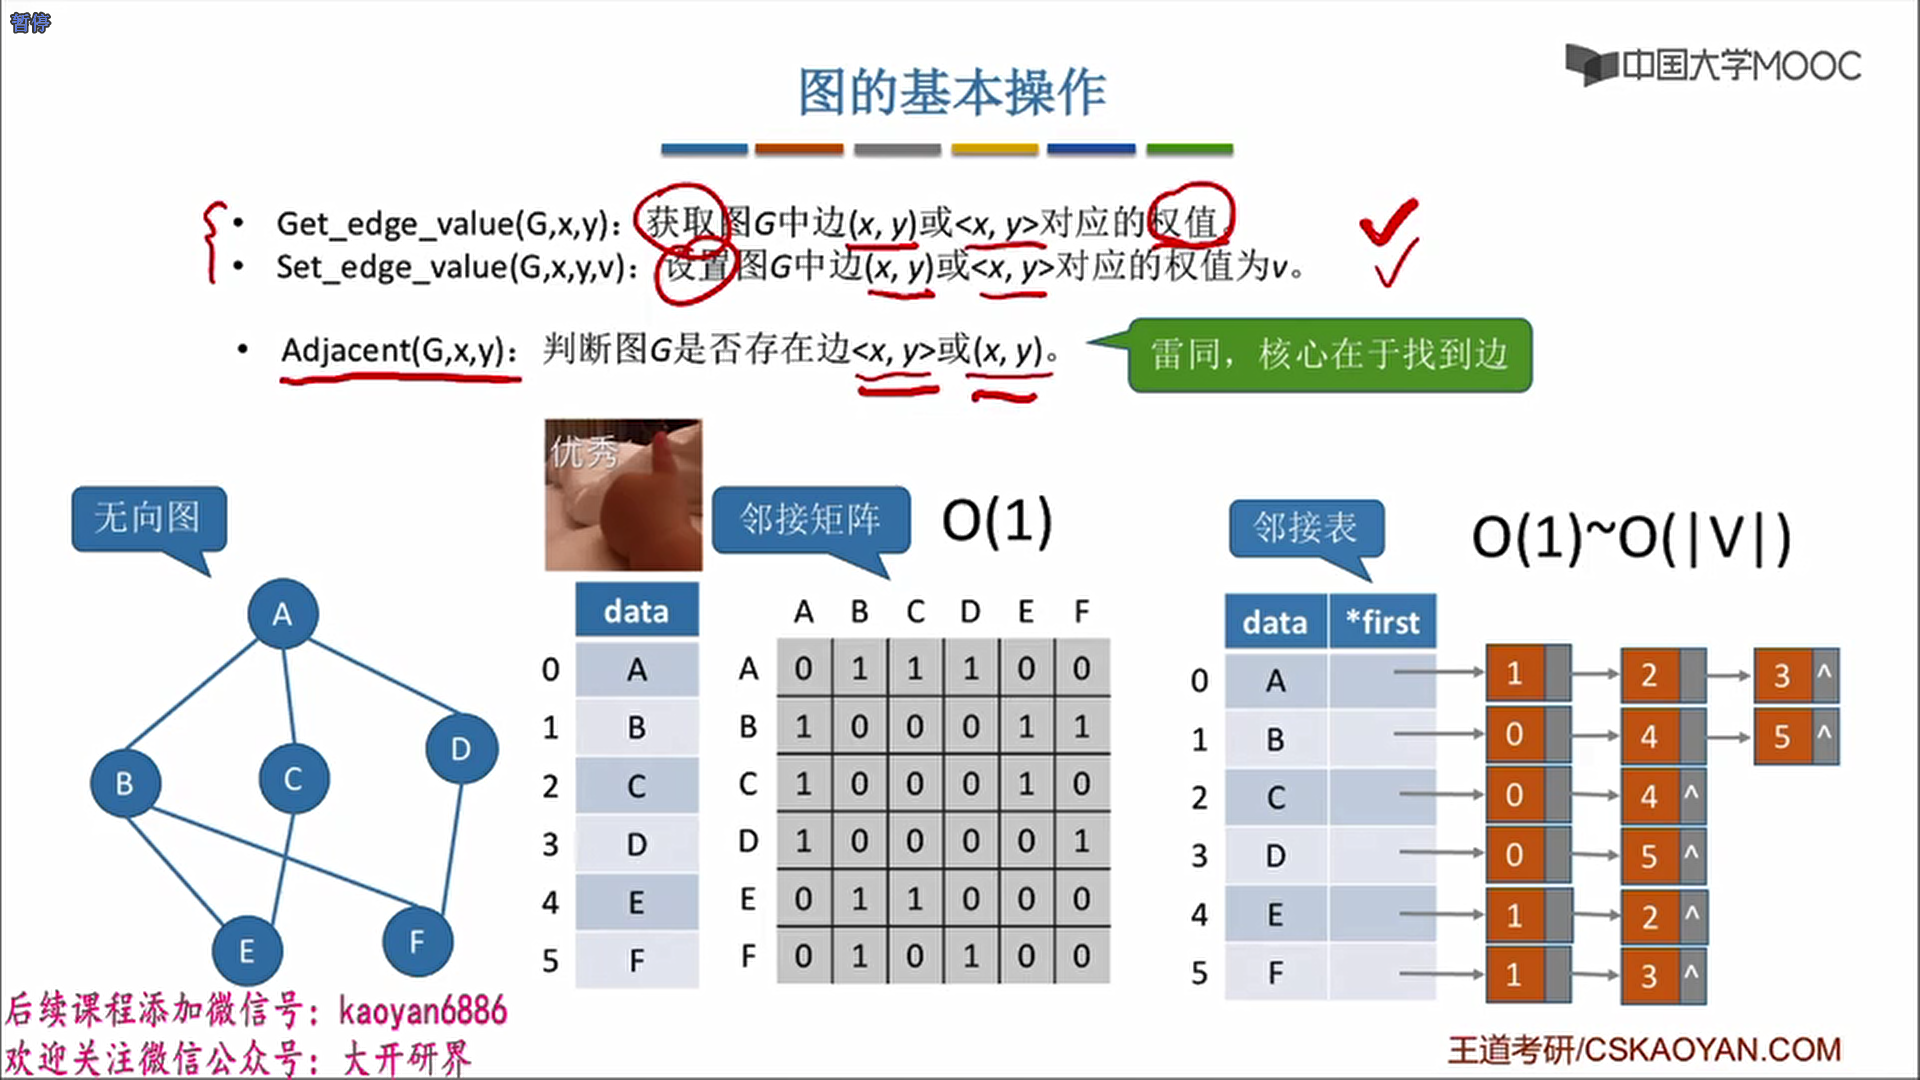 暂停
中国大学MOOC
图的基本操作
• Get_edge_value(G,x,y)：获取图G中边(x, y)或<x, y>对应的权值。
• Set_edge_value(G,x,y,v)：设置图G中边(x, y)或<x, y>对应的权值为v。
• Adjacent(G,x,y)：判断图G是否存在边<x, y>或(x, y)。
雷同，核心在于找到边
优秀
无向图
A
B
C
D
E
F
邻接矩阵
O(1)
data
0 A
1 B
2 C
3 D
4 E
5 F
A B C D E F
A 0 1 1 1 0 0
B 1 0 0 0 1 1
C 1 0 0 0 1 0
D 1 0 0 0 0 1
E 0 1 1 0 0 0
F 0 1 0 1 0 0
邻接表
O(1)~O(|V|)
data *first
0 A 1 2 3 ^
1 B 0 4 5 ^
2 C 0 4 ^
3 D 0 5 ^
4 E 1 2 ^
5 F 1 3 ^
后续课程添加微信号：kaoyan6886
欢迎关注微信公众号：大开研界
王道考研/CSKAOYAN.COM